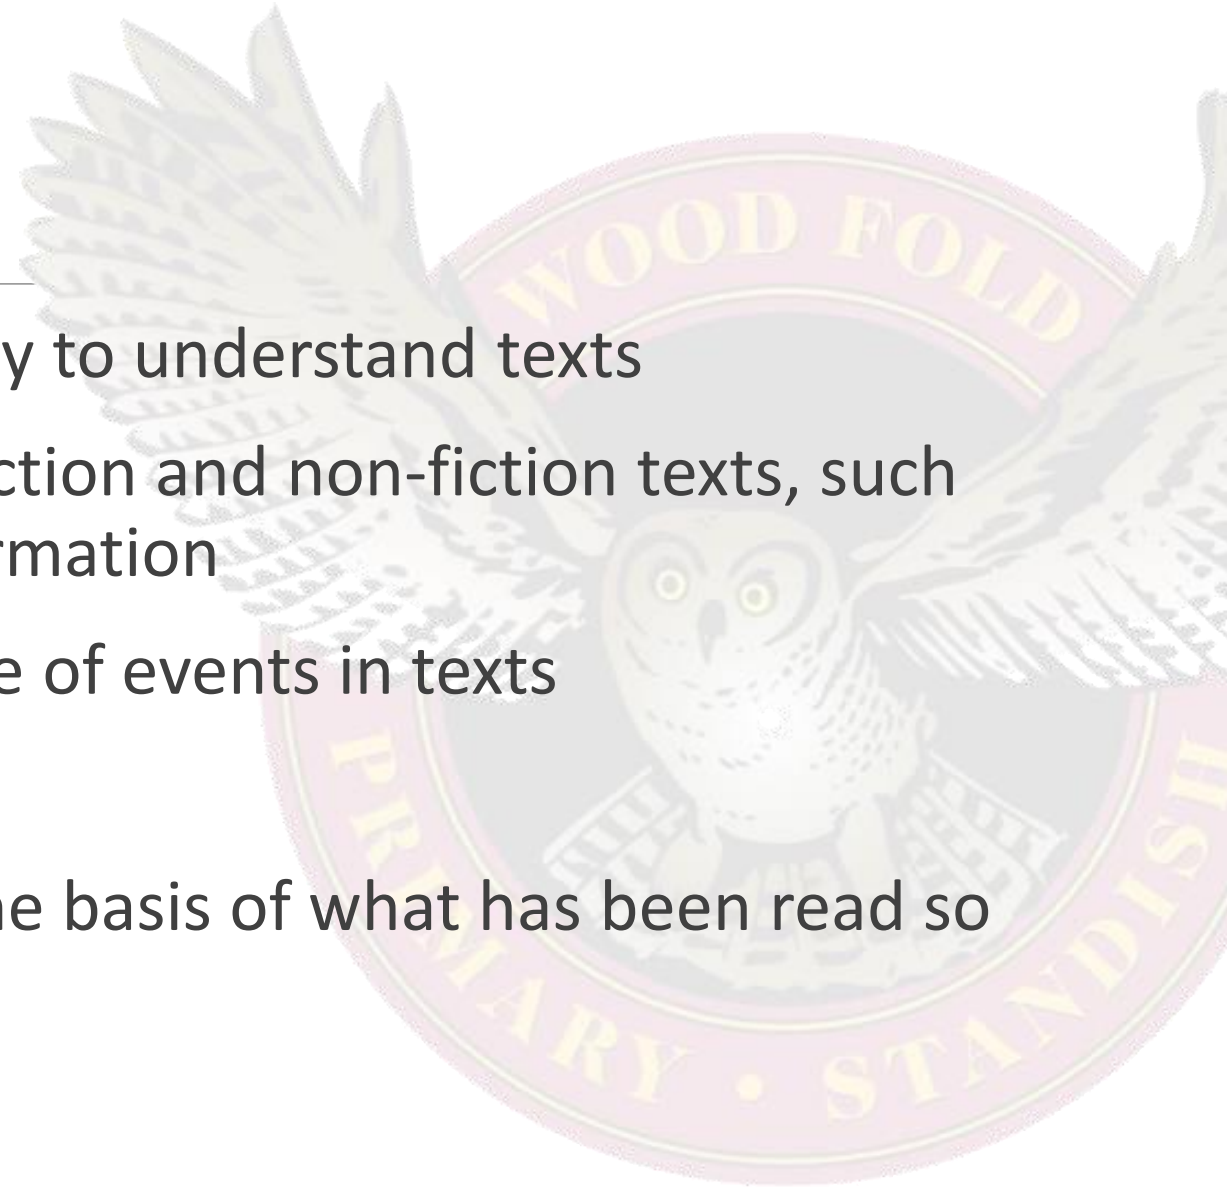 WOOD FOLD
y to understand texts
ction and non-fiction texts, such
rmation
e of events in texts
he basis of what has been read so
PRIMARY • STANDISH